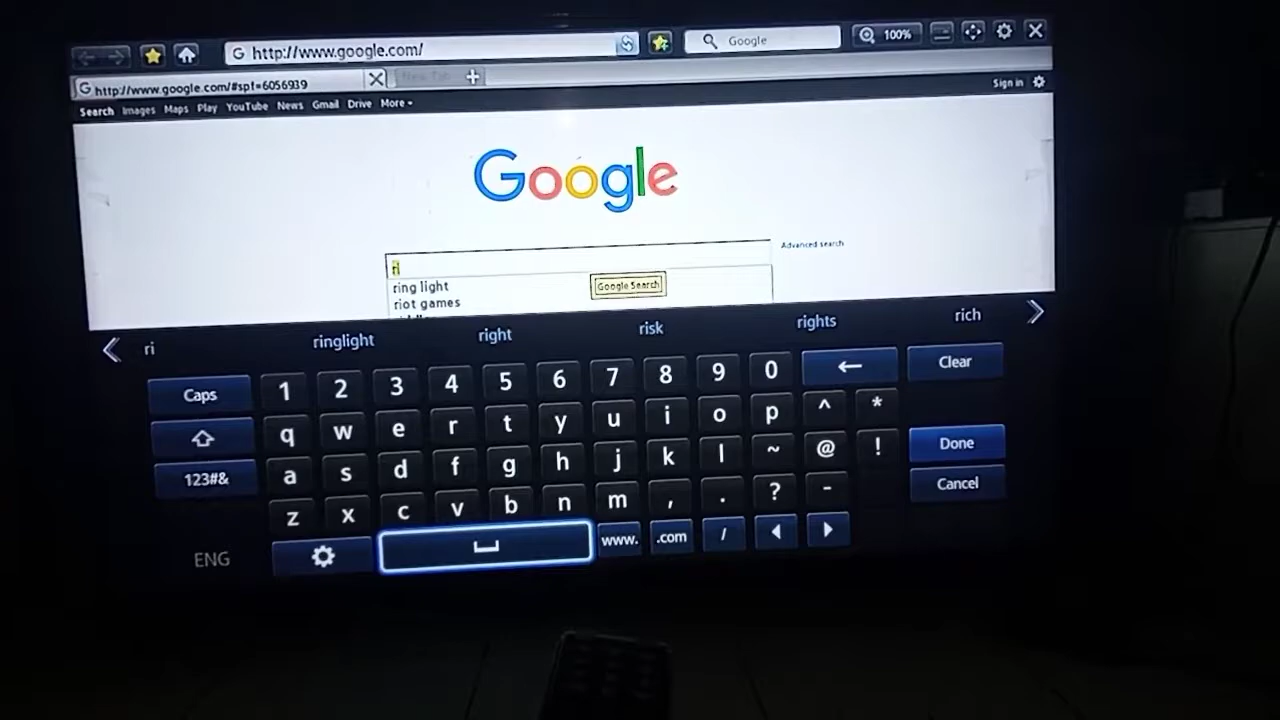 http://www.google.com/
Google
100%
http://www.google.com/#spf=6056939
New Tab
Sign in
Search Images Maps Play YouTube News Gmail Drive More
Google
Advanced search
ri
ring light
Google Search
riot games
ri ringlight right risk rights rich
Caps 1 2 3 4 5 6 7 8 9 0 ← Clear
q w e r t y u i o p ^ *
123#& a s d f g h j k l ~ @ ! Done
z x c v b n m , . ? - Cancel
ENG www. .com /